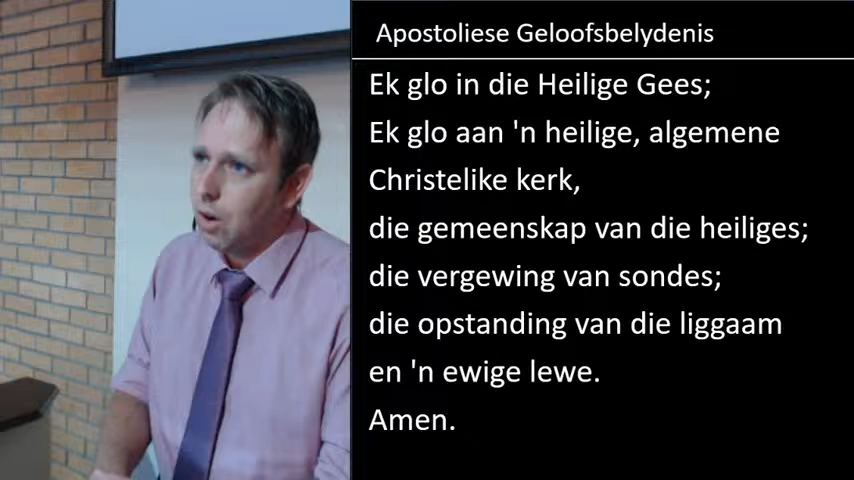 Apostoliese Geloofsbelydenis
Ek glo in die Heilige Gees;
Ek glo aan 'n heilige, algemene
Christelike kerk,
die gemeenskap van die heiliges;
die vergewing van sondes;
die opstanding van die liggaam
en 'n ewige lewe.
Amen.